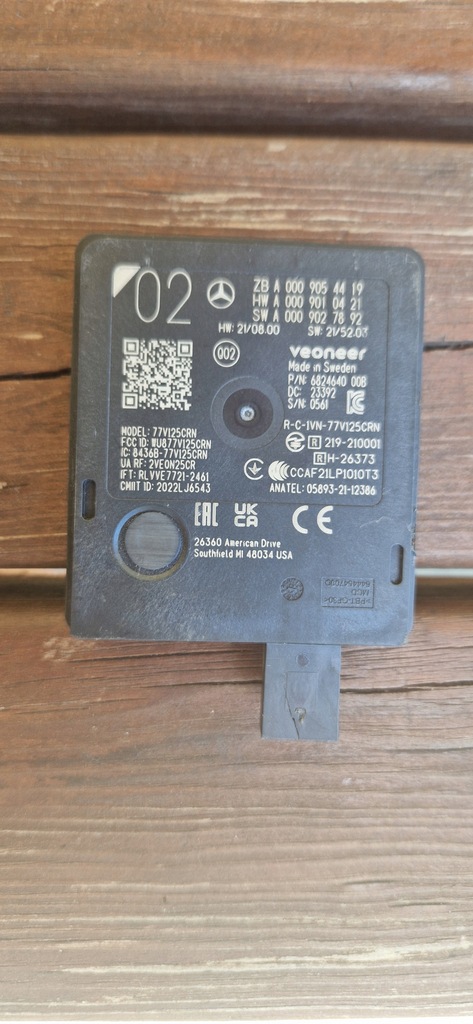 02
ZB A 000 905 44 19
HW A 000 901 04 21
SW A 000 902 78 92
HW: 21/08.00 SW: 21/52.03
002
veoneer
Made in Sweden
P/N: 6824640 00B
DC: 23392
S/N: 0561
R-C-IVN-77V125CRN
R 219-210001
R H-26373
CCAF21LP1010T3
ANATEL: 05893-21-12386
MODEL: 77V125CRN
FCC ID: WU877V125CRN
IC: 8436B-77V125CRN
UA RF: 2VEON25CR
IFT: RLVVE7721-2461
CMIIT ID: 2022LJ6543
EAC UK CA CE
26360 American Drive
Southfield MI 48034 USA
>PBT-GF30<